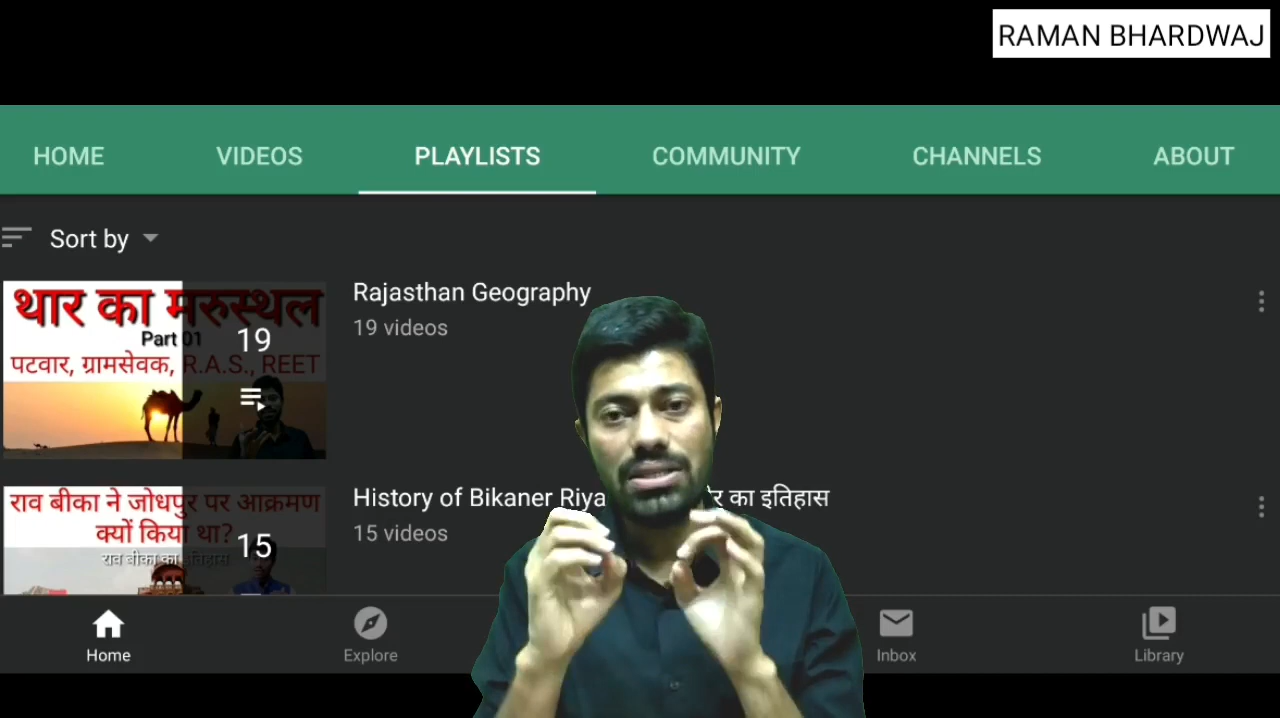 RAMAN BHARDWAJ
HOME VIDEOS PLAYLISTS COMMUNITY CHANNELS ABOUT
Sort by
थार का मरुस्थल
Part 01
पटवार, ग्रामसेवक, R.A.S., REET
19
Rajasthan Geography
19 videos
राव बीका ने जोधपुर पर आक्रमण
क्यों किया था?
राव बीका का इतिहास
15
History of Bikaner Riya का इतिहास
15 videos
Home Explore Inbox Library